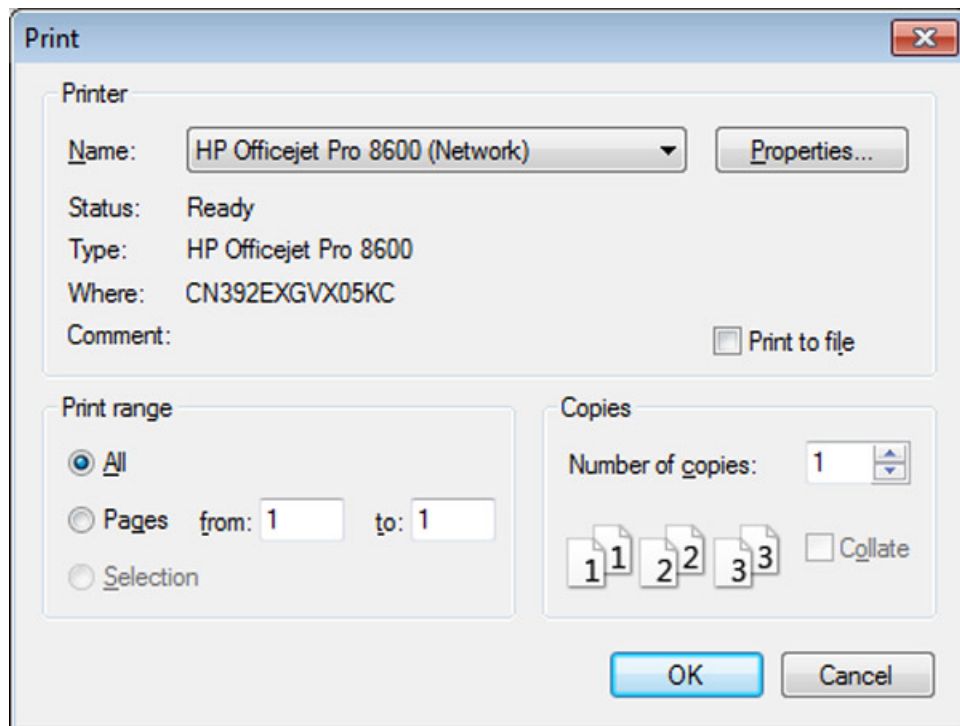 Print
Printer
Name: HP Officejet Pro 8600 (Network) Properties...
Status: Ready
Type: HP Officejet Pro 8600
Where: CN392EXGVX05KC
Comment: Print to file
Print range
All
Pages from: 1 to: 1
Selection
Copies
Number of copies: 1
1 1 2 2 3 3 Collate
OK Cancel